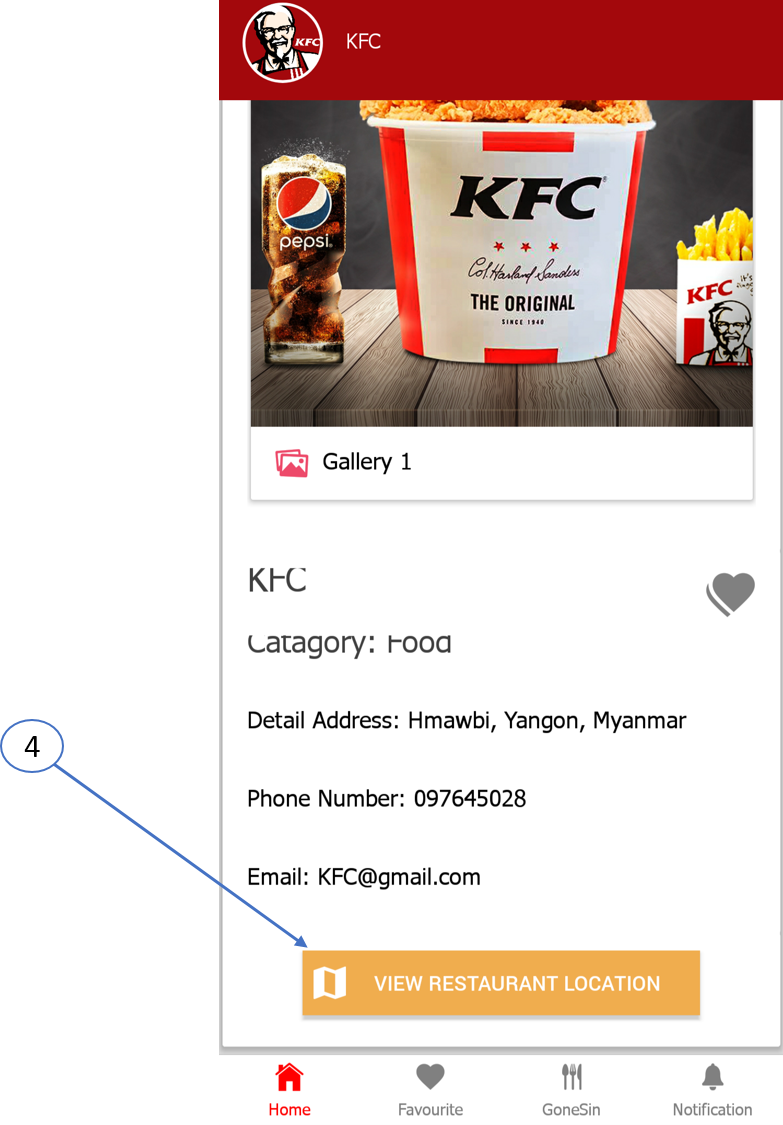 KFC
KFC
pepsi
KFC
Col. Harland Sanders
THE ORIGINAL
SINCE 1940
KFC
it's
Gallery 1
KFC
Catagory: Food
Detail Address: Hmawbi, Yangon, Myanmar
4
Phone Number: 097645028
Email: KFC@gmail.com
VIEW RESTAURANT LOCATION
Home
Favourite
GoneSin
Notification